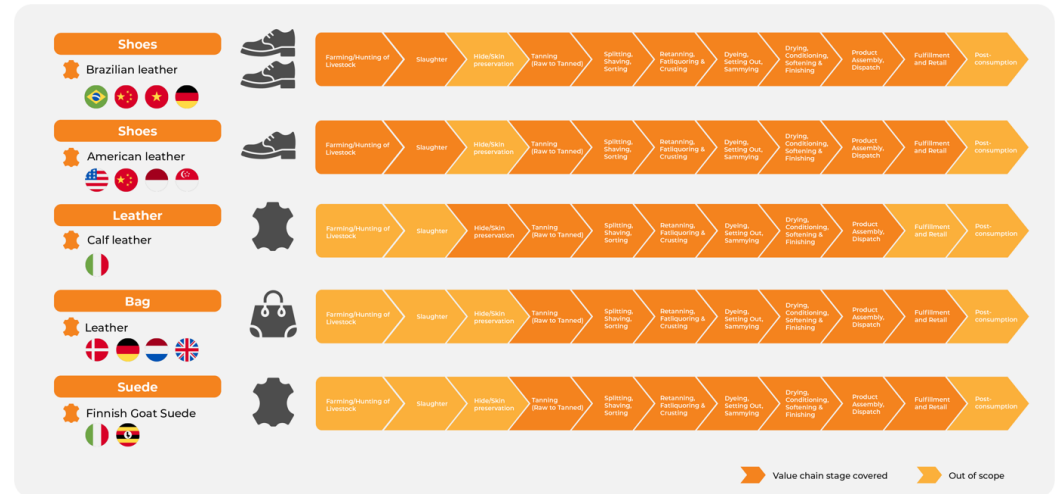 Shoes
Brazilian leather
Farming/Hunting of
Livestock
Slaughter
Hide/Skin
preservation
Tanning
(Raw to Tanned)
Splitting,
Shaving,
Sorting
Retanning,
Fatliquoring &
Crusting
Dyeing,
Setting Out,
Sammying
Drying,
Conditioning,
Softening &
Finishing
Product
Assembly,
Dispatch
Fulfillment
and Retail
Post-
consumption
Shoes
American leather
Farming/Hunting of
Livestock
Slaughter
Hide/Skin
preservation
Tanning
(Raw to Tanned)
Splitting,
Shaving,
Sorting
Retanning,
Fatliquoring &
Crusting
Dyeing,
Setting Out,
Sammying
Drying,
Conditioning,
Softening &
Finishing
Product
Assembly,
Dispatch
Fulfillment
and Retail
Post-
consumption
Leather
Calf leather
Farming/Hunting of
Livestock
Slaughter
Hide/Skin
preservation
Tanning
(Raw to Tanned)
Splitting,
Shaving,
Sorting
Retanning,
Fatliquoring &
Crusting
Dyeing,
Setting Out,
Sammying
Drying,
Conditioning,
Softening &
Finishing
Product
Assembly,
Dispatch
Fulfillment
and Retail
Post-
consumption
Bag
Leather
Farming/Hunting of
Livestock
Slaughter
Hide/Skin
preservation
Tanning
(Raw to Tanned)
Splitting,
Shaving,
Sorting
Retanning,
Fatliquoring &
Crusting
Dyeing,
Setting Out,
Sammying
Drying,
Conditioning,
Softening &
Finishing
Product
Assembly,
Dispatch
Fulfillment
and Retail
Post-
consumption
Suede
Finnish Goat Suede
Farming/Hunting of
Livestock
Slaughter
Hide/Skin
preservation
Tanning
(Raw to Tanned)
Splitting,
Shaving,
Sorting
Retanning,
Fatliquoring &
Crusting
Dyeing,
Setting Out,
Sammying
Drying,
Conditioning,
Softening &
Finishing
Product
Assembly,
Dispatch
Fulfillment
and Retail
Post-
consumption
Value chain stage covered
Out of scope